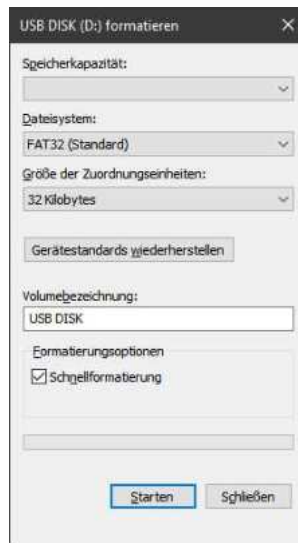 USB DISK (D:) formatieren
Speicherkapazität:
Dateisystem:
FAT32 (Standard)
Größe der Zuordnungseinheiten:
32 Kilobytes
Gerätestandards wiederherstellen
Volumebezeichnung:
USB DISK
Formatierungsoptionen
Schnellformatierung
Starten
Schließen